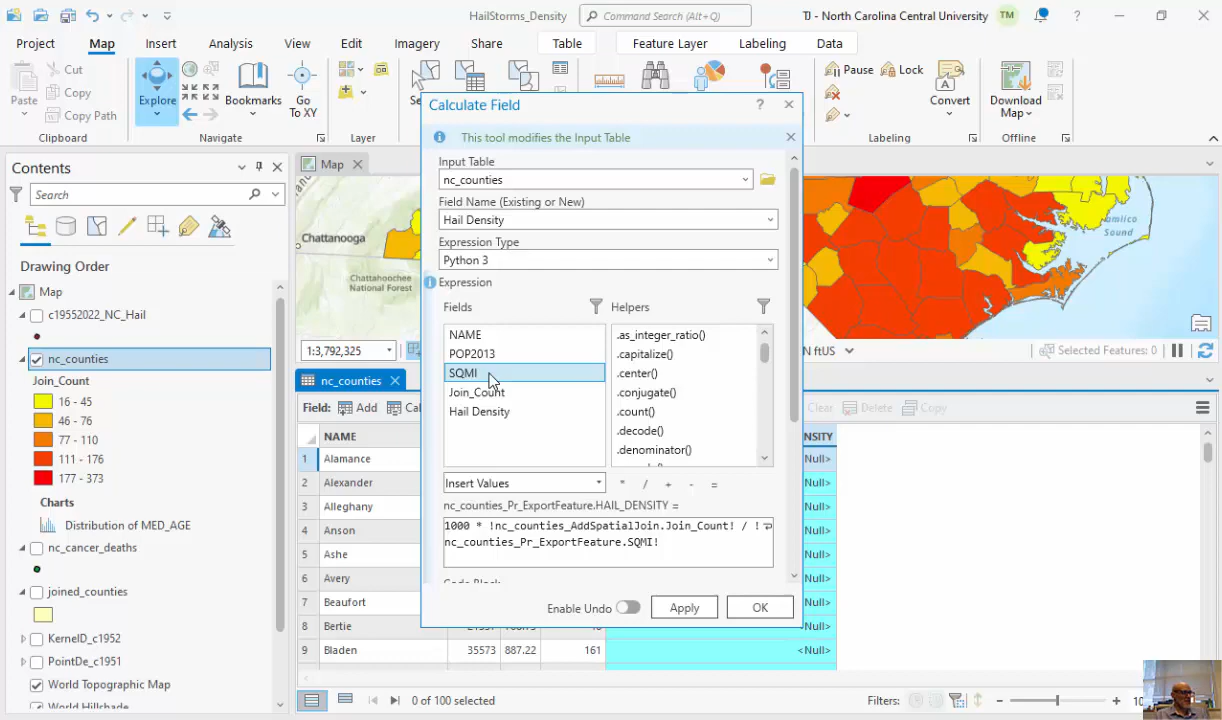 HailStorms_Density
Command Search (Alt+Q)
TJ - North Carolina Central University
TM
?
Project
Map
Insert
Analysis
View
Edit
Imagery
Share
Table
Feature Layer
Labeling
Data
Paste
Cut
Copy
Copy Path
Clipboard
Explore
Bookmarks
Go
To XY
Navigate
Layer
Pause
Lock
Convert
Labeling
Download
Map
Offline
Contents
Search
Drawing Order
Map
c19552022_NC_Hail
nc_counties
Join_Count
16 - 45
46 - 76
77 - 110
111 - 176
177 - 373
Charts
Distribution of MED_AGE
nc_cancer_deaths
joined_counties
KernelD_c1952
PointDe_c1951
World Topographic Map
World Hillshade
Map
Chattanooga
Chattahoochee
National Forest
Sound
1:3,792,325
N ftUS
Selected Features: 0
nc_counties
Field:
Add
Clear
Delete
Copy
NAME
1 Alamance <Null>
2 Alexander <Null>
3 Alleghany <Null>
4 Anson <Null>
5 Ashe <Null>
6 Avery <Null>
7 Beaufort <Null>
8 Bertie <Null>
9 Bladen 35573 887.22 161 <Null>
0 of 100 selected
Filters:
Calculate Field
?
This tool modifies the Input Table
Input Table
nc_counties
Field Name (Existing or New)
Hail Density
Expression Type
Python 3
Expression
Fields
Helpers
NAME
POP2013
SQMI
Join_Count
Hail Density
.as_integer_ratio()
.capitalize()
.center()
.conjugate()
.count()
.decode()
.denominator()
Insert Values
* / + - =
nc_counties_Pr_ExportFeature.HAIL_DENSITY =
1000 * !nc_counties_AddSpatialJoin.Join_Count! / !
nc_counties_Pr_ExportFeature.SQMI!
Enable Undo
Apply
OK